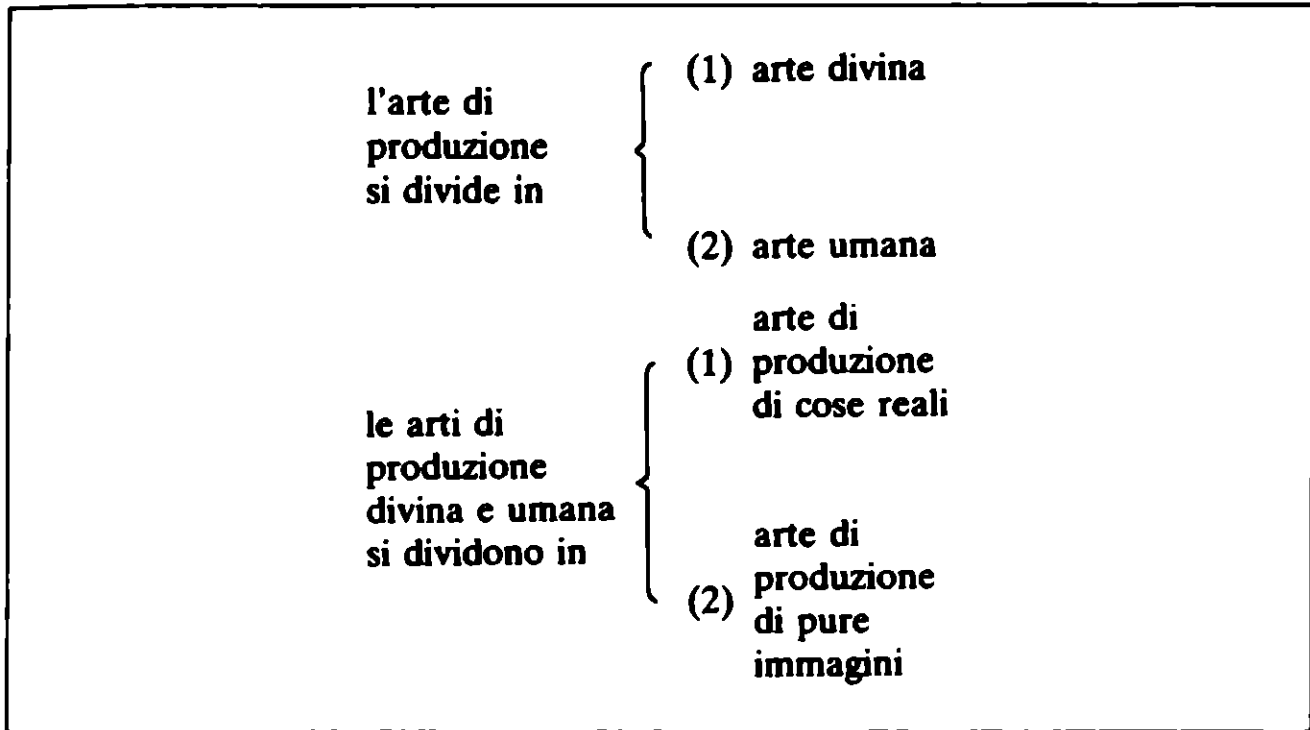 l'arte di
produzione
si divide in
(1) arte divina
(2) arte umana
le arti di
produzione
divina e umana
si dividono in
(1) arte di
produzione
di cose reali
(2) arte di
produzione
di pure
immagini